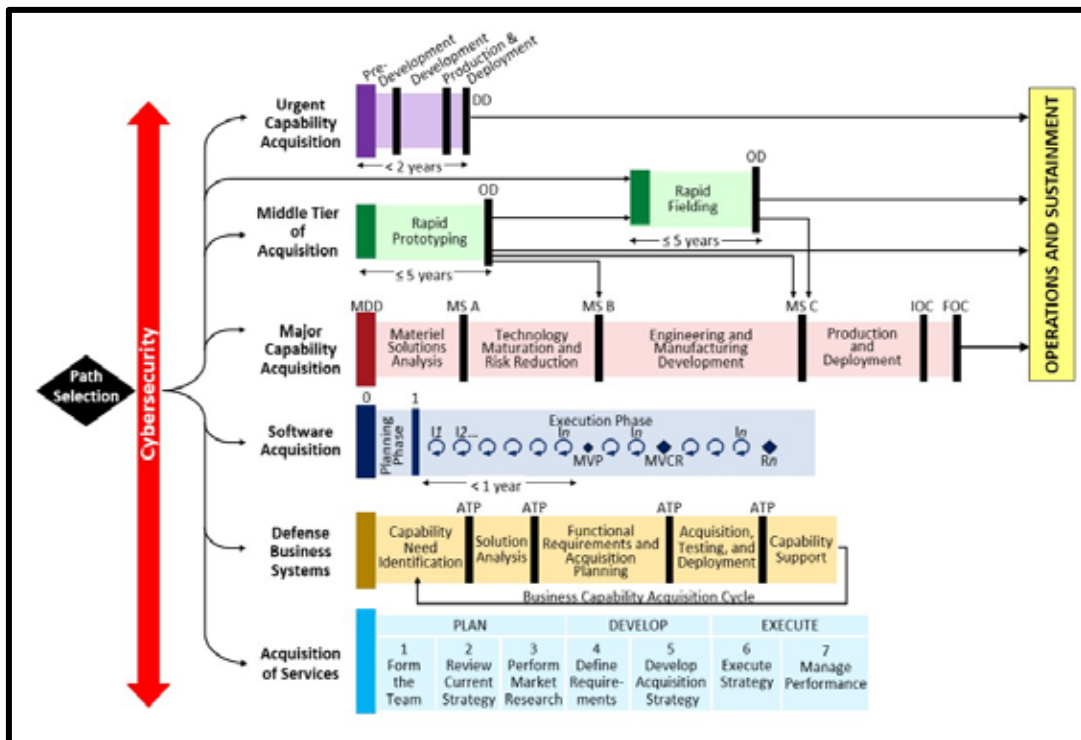 Path
Selection
Cybersecurity
Pre-
Development
Development
Production &
Deployment
Urgent
Capability
Acquisition
DD
< 2 years
OD
Rapid
Fielding
≤ 5 years
Middle Tier
of
Acquisition
OD
Rapid
Prototyping
≤ 5 years
MDD
MS A
MS B
MS C
IOC
FOC
Major
Capability
Acquisition
Materiel
Solutions
Analysis
Technology
Maturation and
Risk Reduction
Engineering and
Manufacturing
Development
Production
and
Deployment
OPERATIONS AND SUSTAINMENT
Software
Acquisition
0
Planning
Phase
1
Execution Phase
I1
I2...
In
In
In
MVP
MVCR
Rn
< 1 year
Defense
Business
Systems
ATP
ATP
ATP
ATP
Capability
Need
Identification
Solution
Analysis
Functional
Requirements and
Acquisition
Planning
Acquisition,
Testing, and
Deployment
Capability
Support
Business Capability Acquisition Cycle
Acquisition
of Services
PLAN
DEVELOP
EXECUTE
1
Form
the
Team
2
Review
Current
Strategy
3
Perform
Market
Research
4
Define
Require-
ments
5
Develop
Acquisition
Strategy
6
Execute
Strategy
7
Manage
Performance